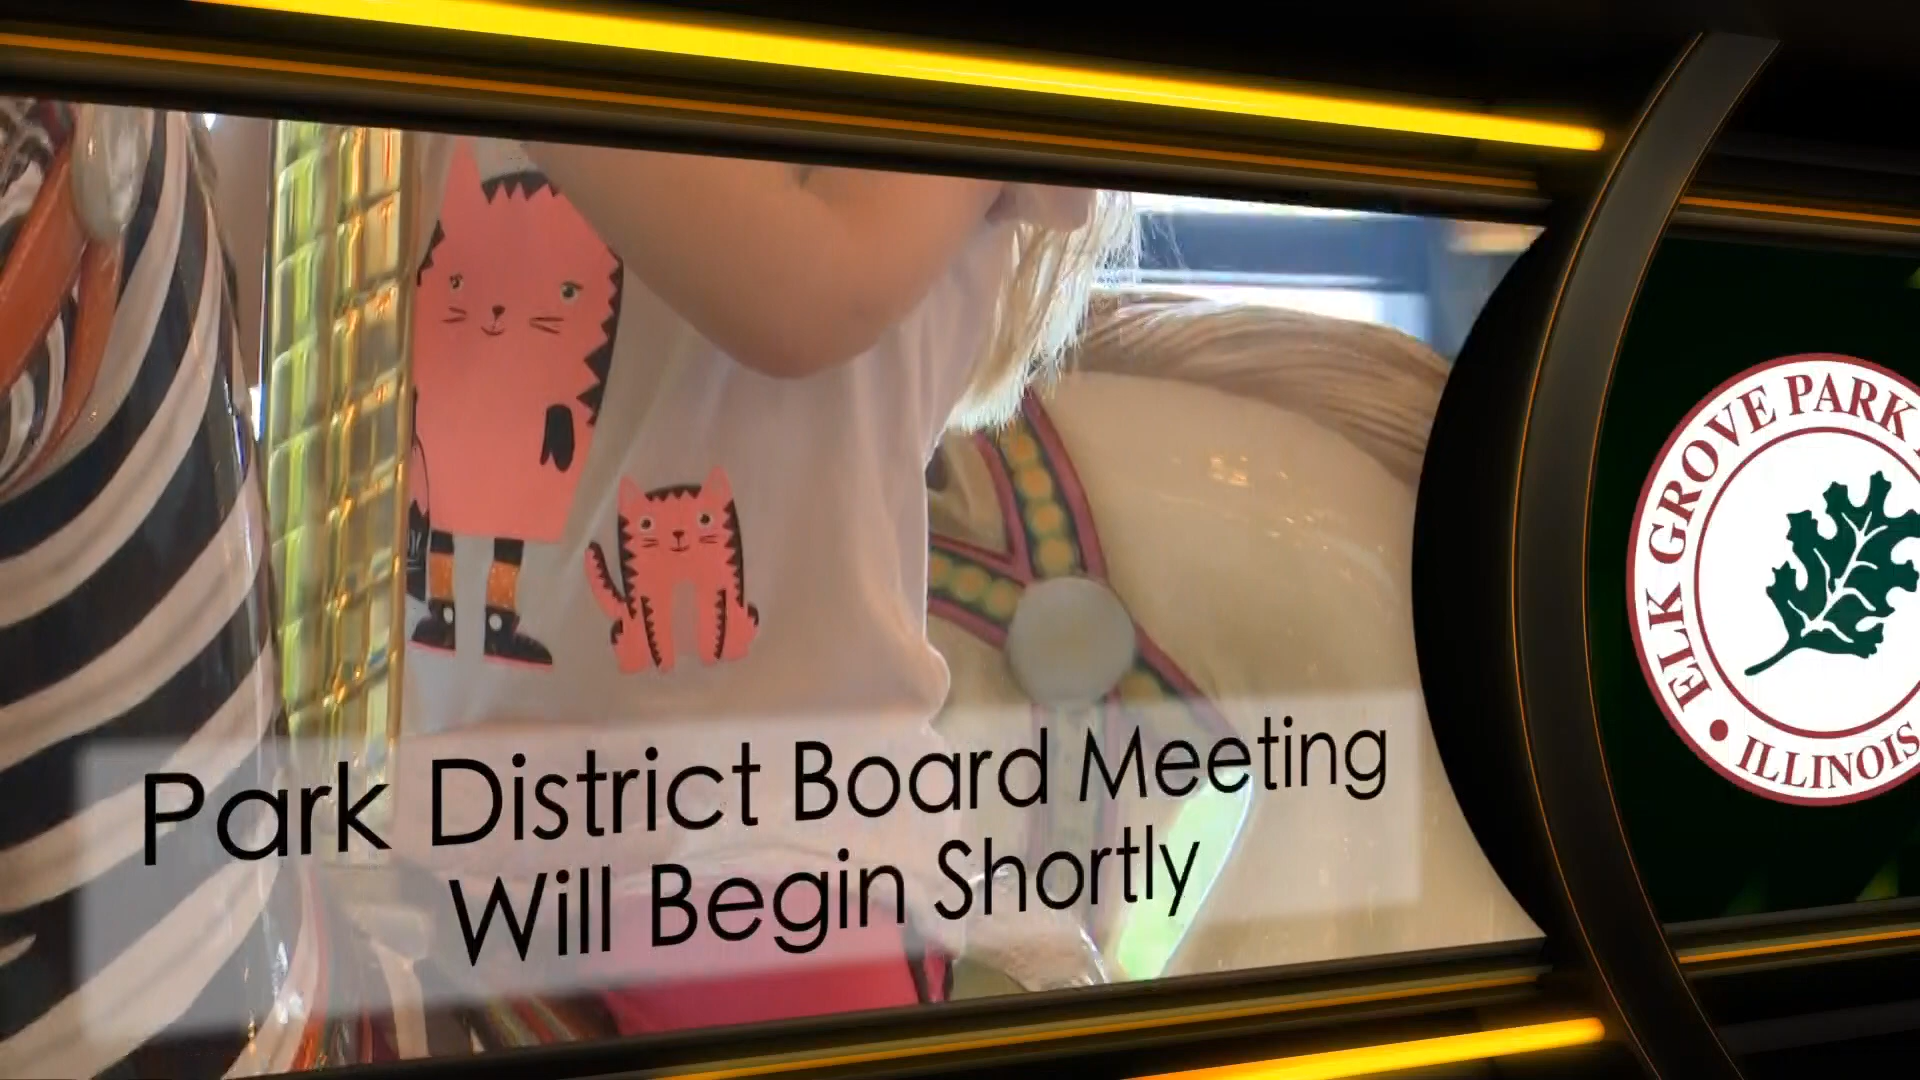 Park District Board Meeting
Will Begin Shortly
ELK GROVE PARK
ILLINOIS